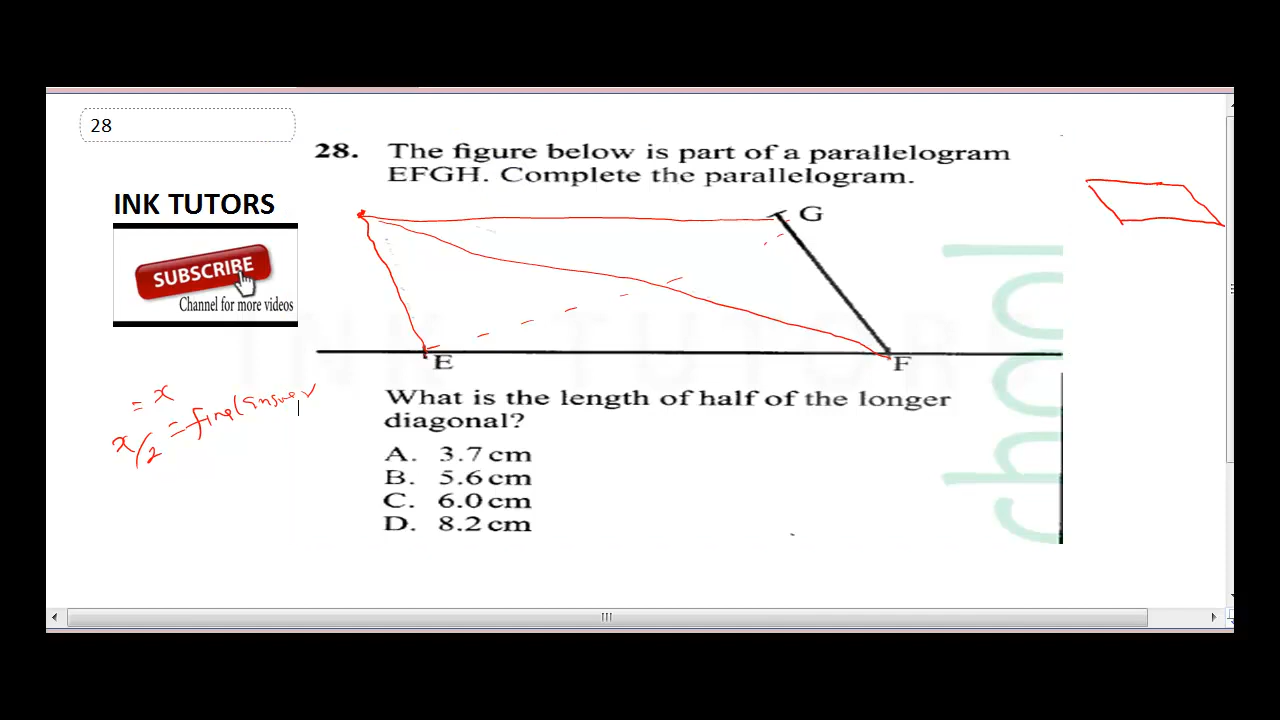 28
28. The figure below is part of a parallelogram
EFGH. Complete the parallelogram.
INK TUTORS
SUBSCRIBE
Channel for more videos
G
E
F
INK TUTORS
= x
x/2 = final answer
What is the length of half of the longer
diagonal?
A. 3.7 cm
B. 5.6 cm
C. 6.0 cm
D. 8.2 cm